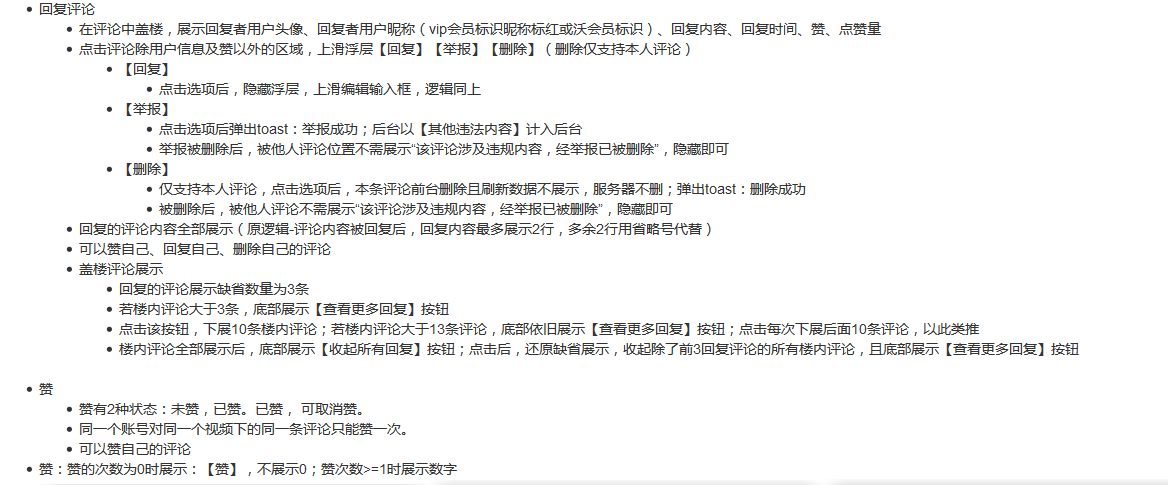 回复评论
在评论中盖楼，展示回复者用户头像、回复者用户昵称（vip会员标识昵称标红或沃会员标识）、回复内容、回复时间、赞、点赞量
点击评论除用户信息及赞以外的区域，上滑浮层【回复】【举报】【删除】（删除仅支持本人评论）
【回复】
点击选项后，隐藏浮层，上滑编辑输入框，逻辑同上
【举报】
点击选项后弹出toast：举报成功；后台以【其他违法内容】计入后台
举报被删除后，被他人评论位置不需展示“该评论涉及违规内容，经举报已被删除”，隐藏即可
【删除】
仅支持本人评论，点击选项后，本条评论前台删除且刷新数据不展示，服务器不删；弹出toast：删除成功
被删除后，被他人评论不需展示“该评论涉及违规内容，经举报已被删除”，隐藏即可
回复的评论内容全部展示（原逻辑-评论内容被回复后，回复内容最多展示2行，多余2行用省略号代替）
可以赞自己、回复自己、删除自己的评论
盖楼评论展示
回复的评论展示缺省数量为3条
若楼内评论大于3条，底部展示【查看更多回复】按钮
点击该按钮，下展10条楼内评论；若楼内评论大于13条评论，底部依旧展示【查看更多回复】按钮；点击每次下展后面10条评论，以此类推
楼内评论全部展示后，底部展示【收起所有回复】按钮；点击后，还原缺省展示，收起除了前3回复评论的所有楼内评论，且底部展示【查看更多回复】按钮
赞
赞有2种状态：未赞，已赞。已赞， 可取消赞。
同一个账号对同一个视频下的同一条评论只能赞一次。
可以赞自己的评论
赞：赞的次数为0时展示：【赞】，不展示0；赞次数>=1时展示数字